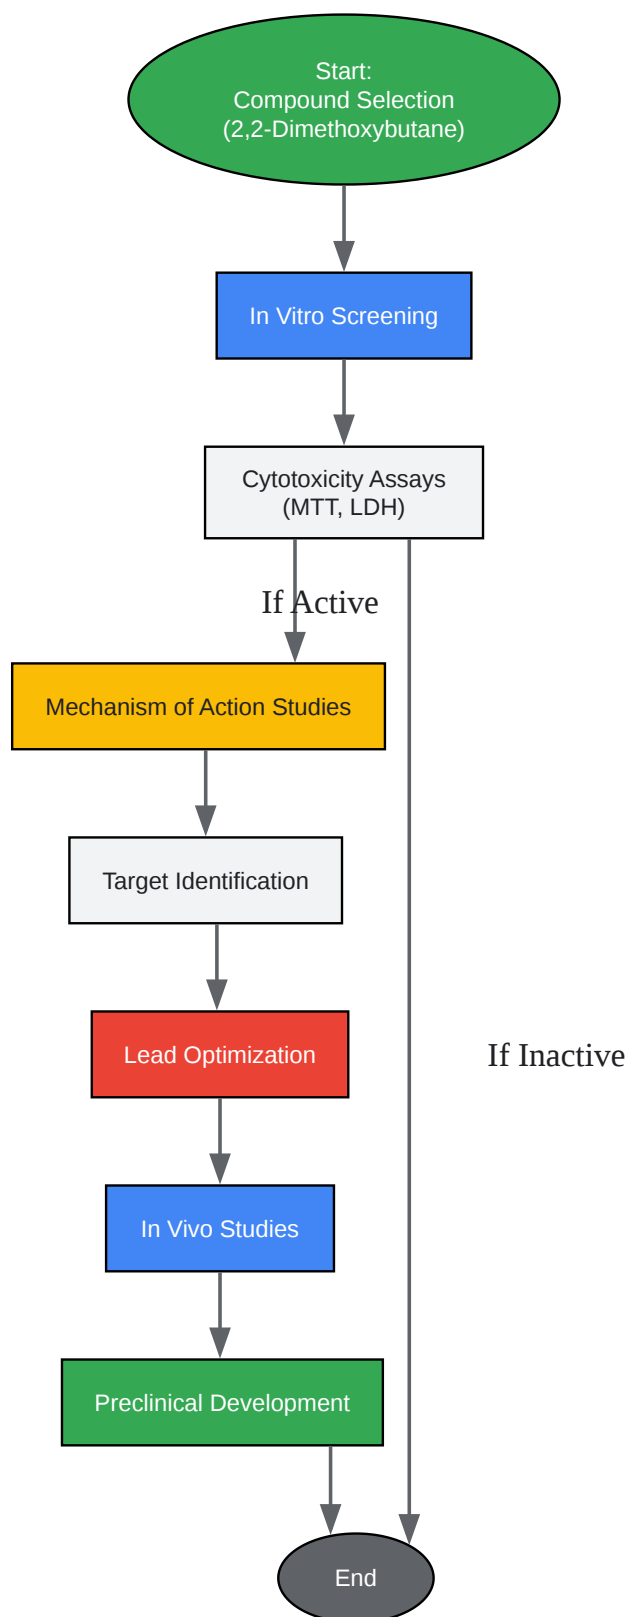 Start:
Compound Selection
(2,2-Dimethoxybutane)
In Vitro Screening
Cytotoxicity Assays
(MTT, LDH)
If Active
Mechanism of Action Studies
Target Identification
Lead Optimization
If Inactive
In Vivo Studies
Preclinical Development
End